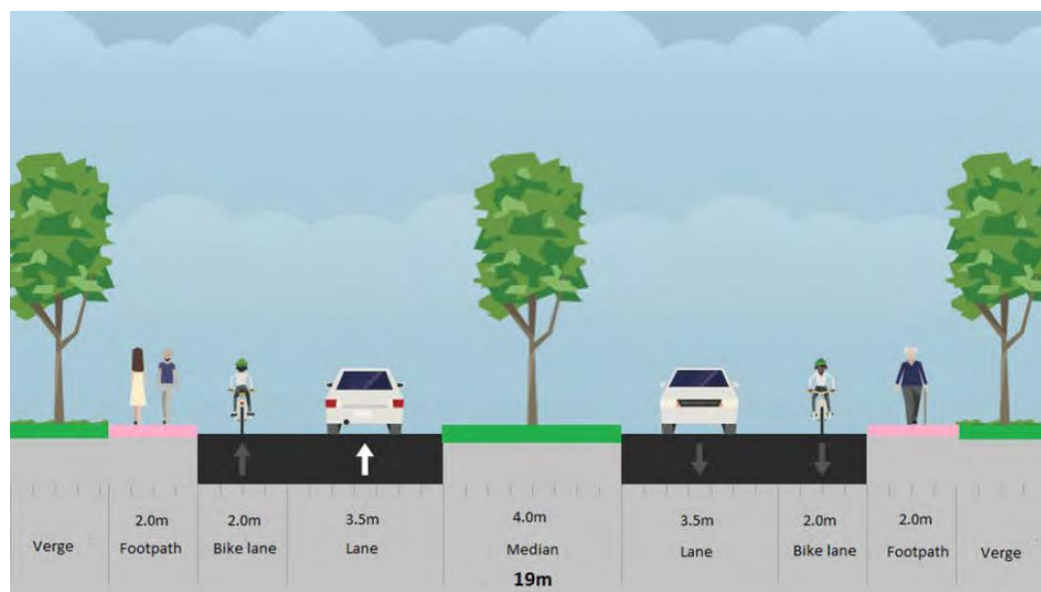 2.0m 2.0m 3.5m 4.0m 3.5m 2.0m 2.0m
Verge Footpath Bike lane Lane Median Lane Bike lane Footpath Verge
19m